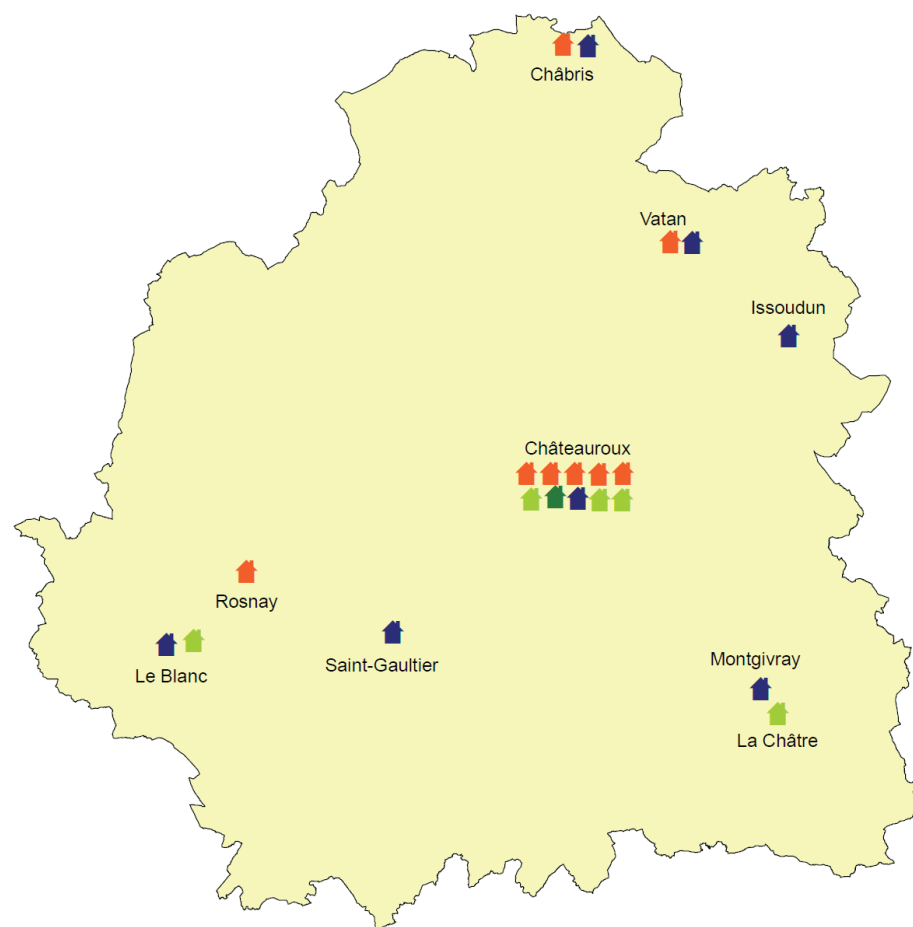 Châbris
Vatan
Issoudun
Châteauroux
Rosnay
Le Blanc
Saint-Gaultier
Montgivray
La Châtre